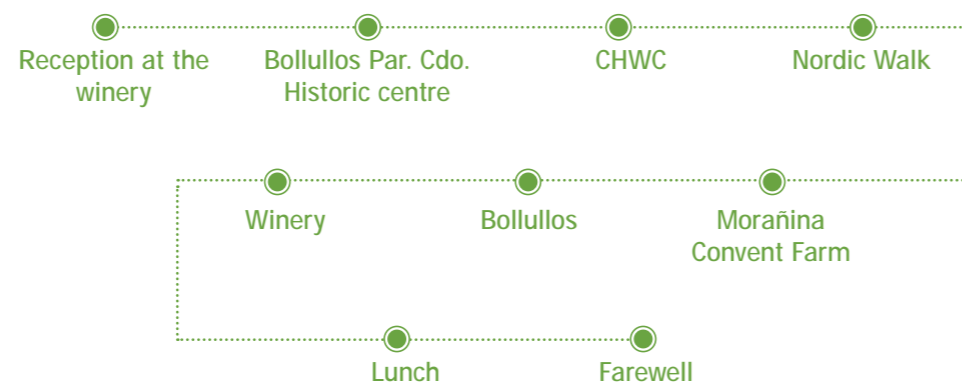 Reception at the
winery
Bollullos Par. Cdo.
Historic centre
CHWC
Nordic Walk
Winery
Bollullos
Morañina
Convent Farm
Lunch
Farewell